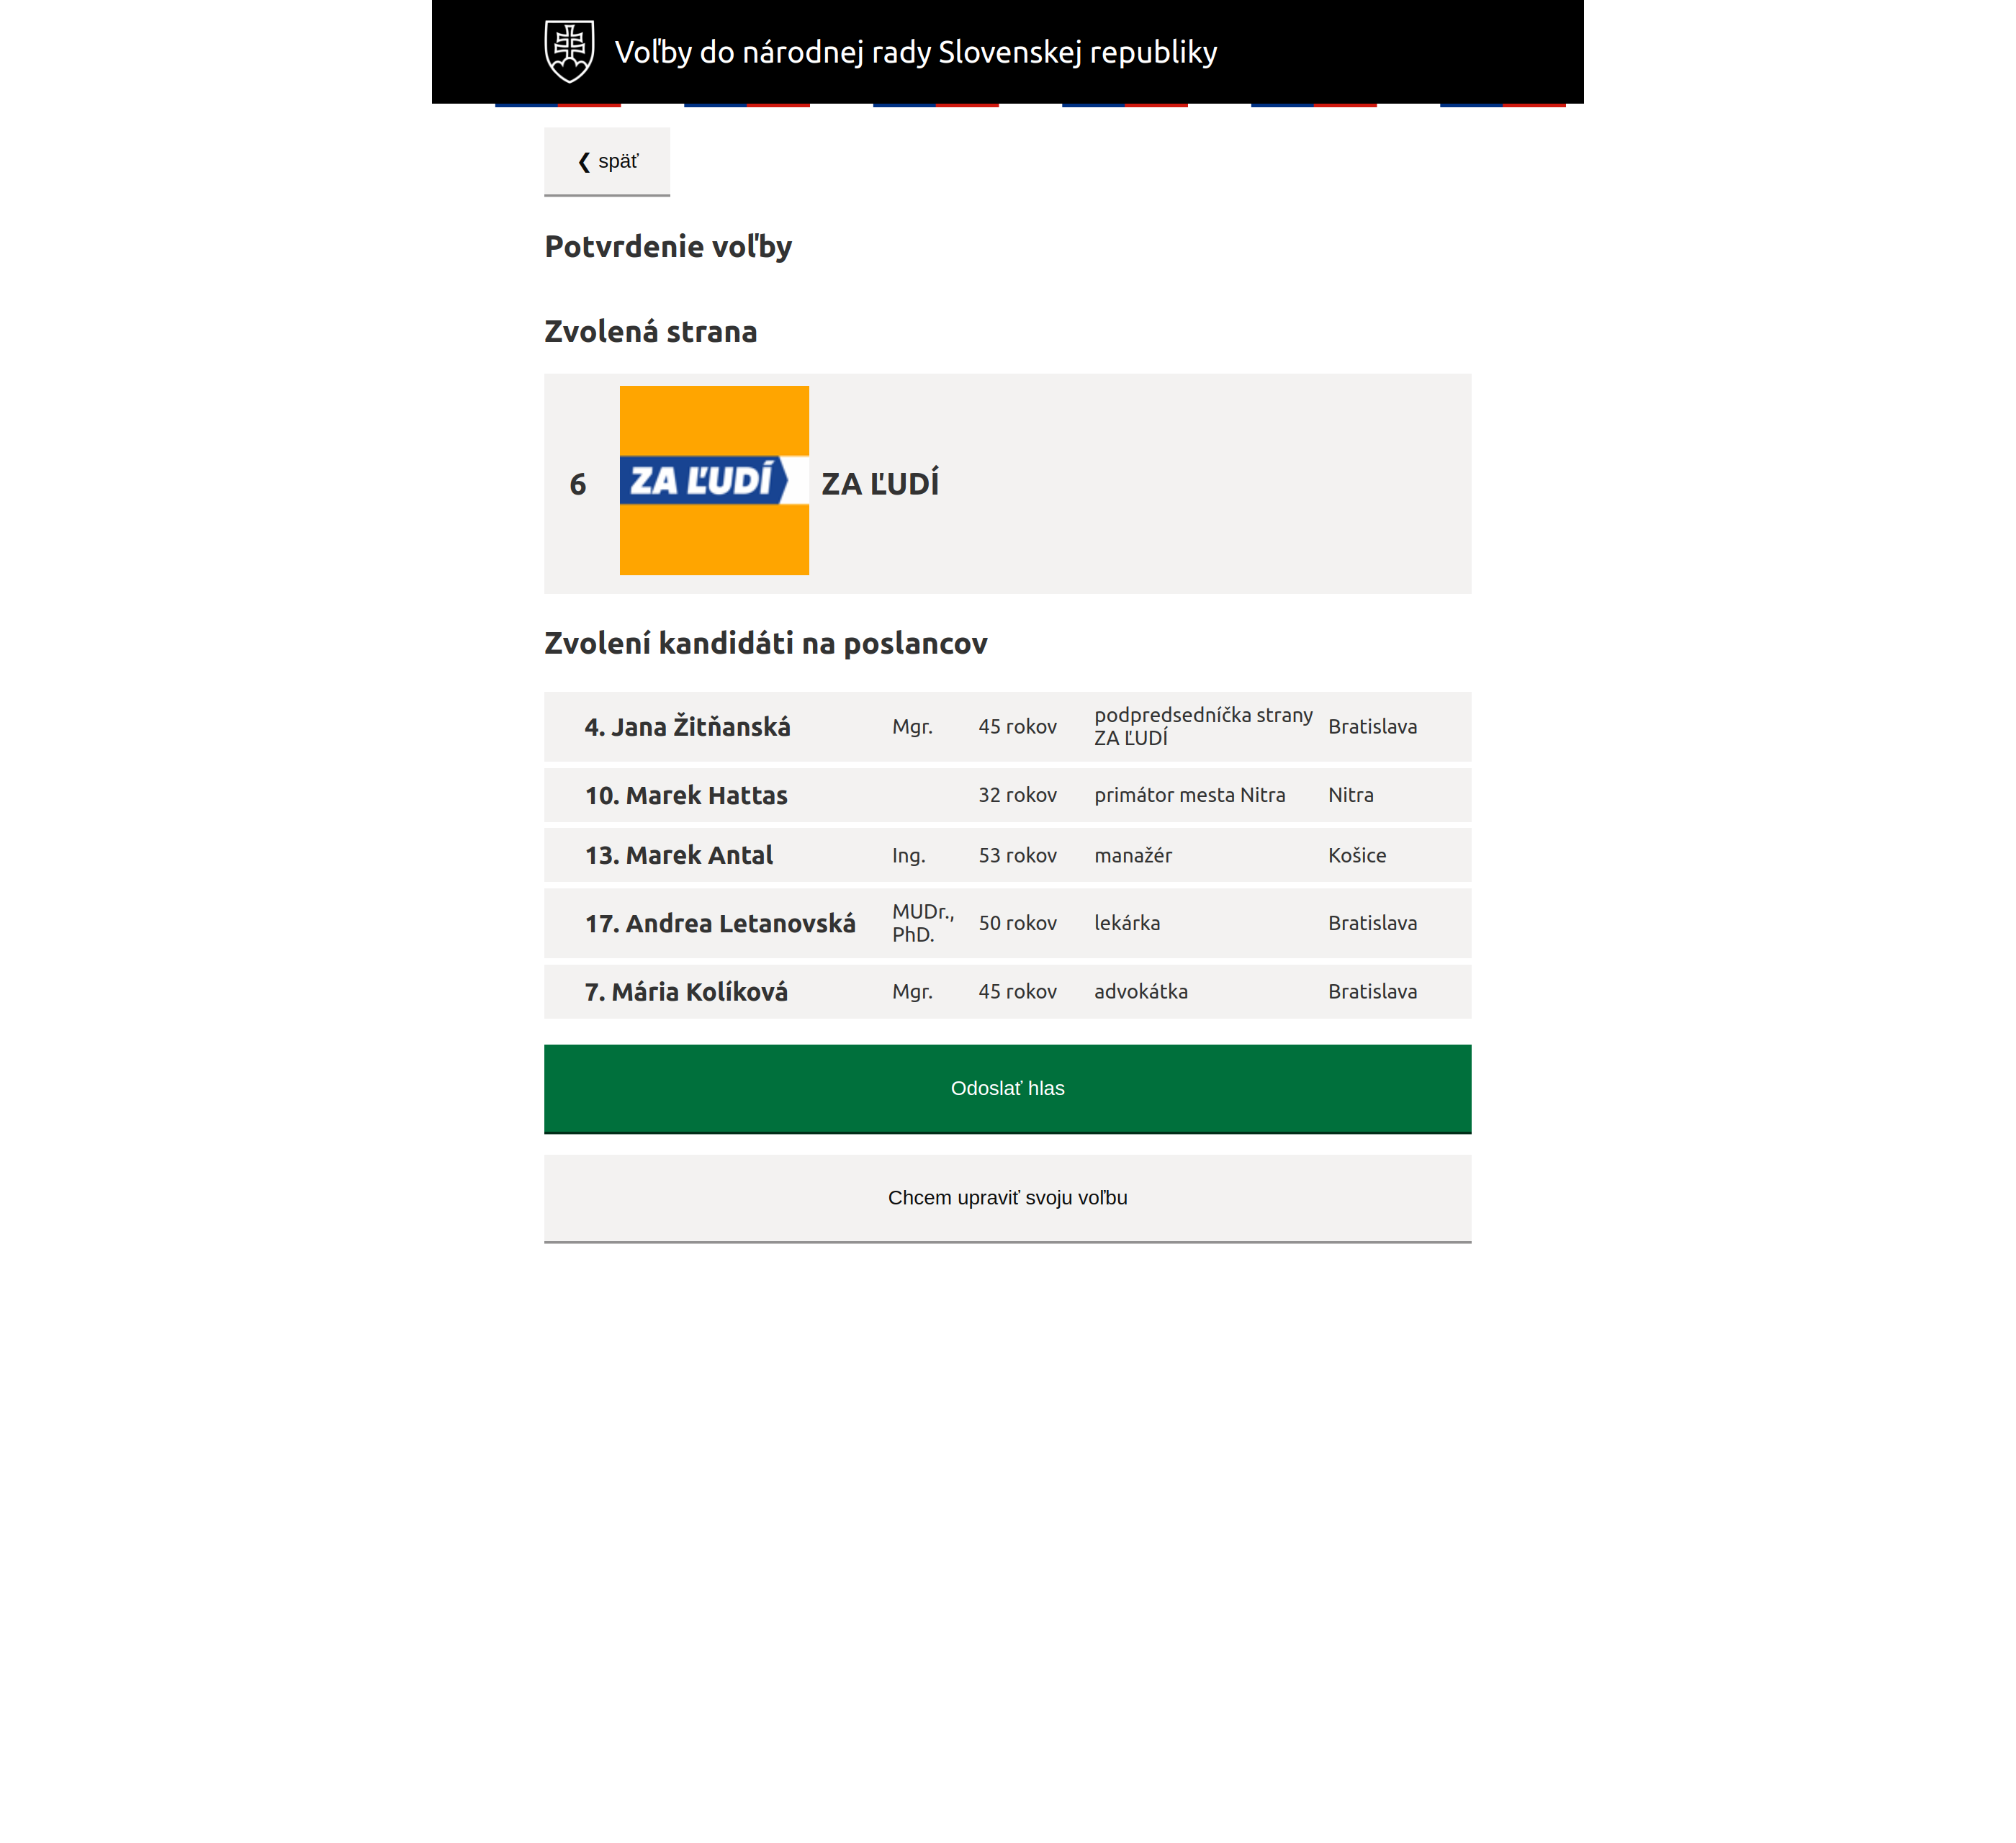 Voľby do národnej rady Slovenskej republiky
❮ späť
Potvrdenie voľby
Zvolená strana
6 ZA ĽUDÍ ZA ĽUDÍ
Zvolení kandidáti na poslancov
4. Jana Žitňanská Mgr. 45 rokov podpredsedníčka strany ZA ĽUDÍ Bratislava
10. Marek Hattas 32 rokov primátor mesta Nitra Nitra
13. Marek Antal Ing. 53 rokov manažér Košice
17. Andrea Letanovská MUDr., PhD. 50 rokov lekárka Bratislava
7. Mária Kolíková Mgr. 45 rokov advokátka Bratislava
Odoslať hlas
Chcem upraviť svoju voľbu